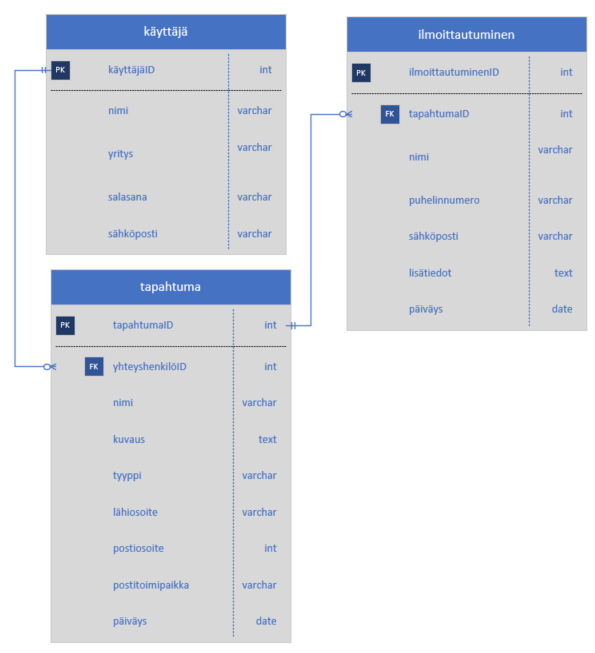 käyttäjä
PK käyttäjäID int
nimi varchar
yritys varchar
salasana varchar
sähköposti varchar
ilmoittautuminen
PK ilmoittautuminenID int
FK tapahtumaID int
nimi varchar
puhelinnumero varchar
sähköposti varchar
lisätiedot text
päiväys date
tapahtuma
PK tapahtumaID int
FK yhteyshenkilöID int
nimi varchar
kuvaus text
tyyppi varchar
lähiosoite varchar
postiosoite int
postitoimipaikka varchar
päiväys date